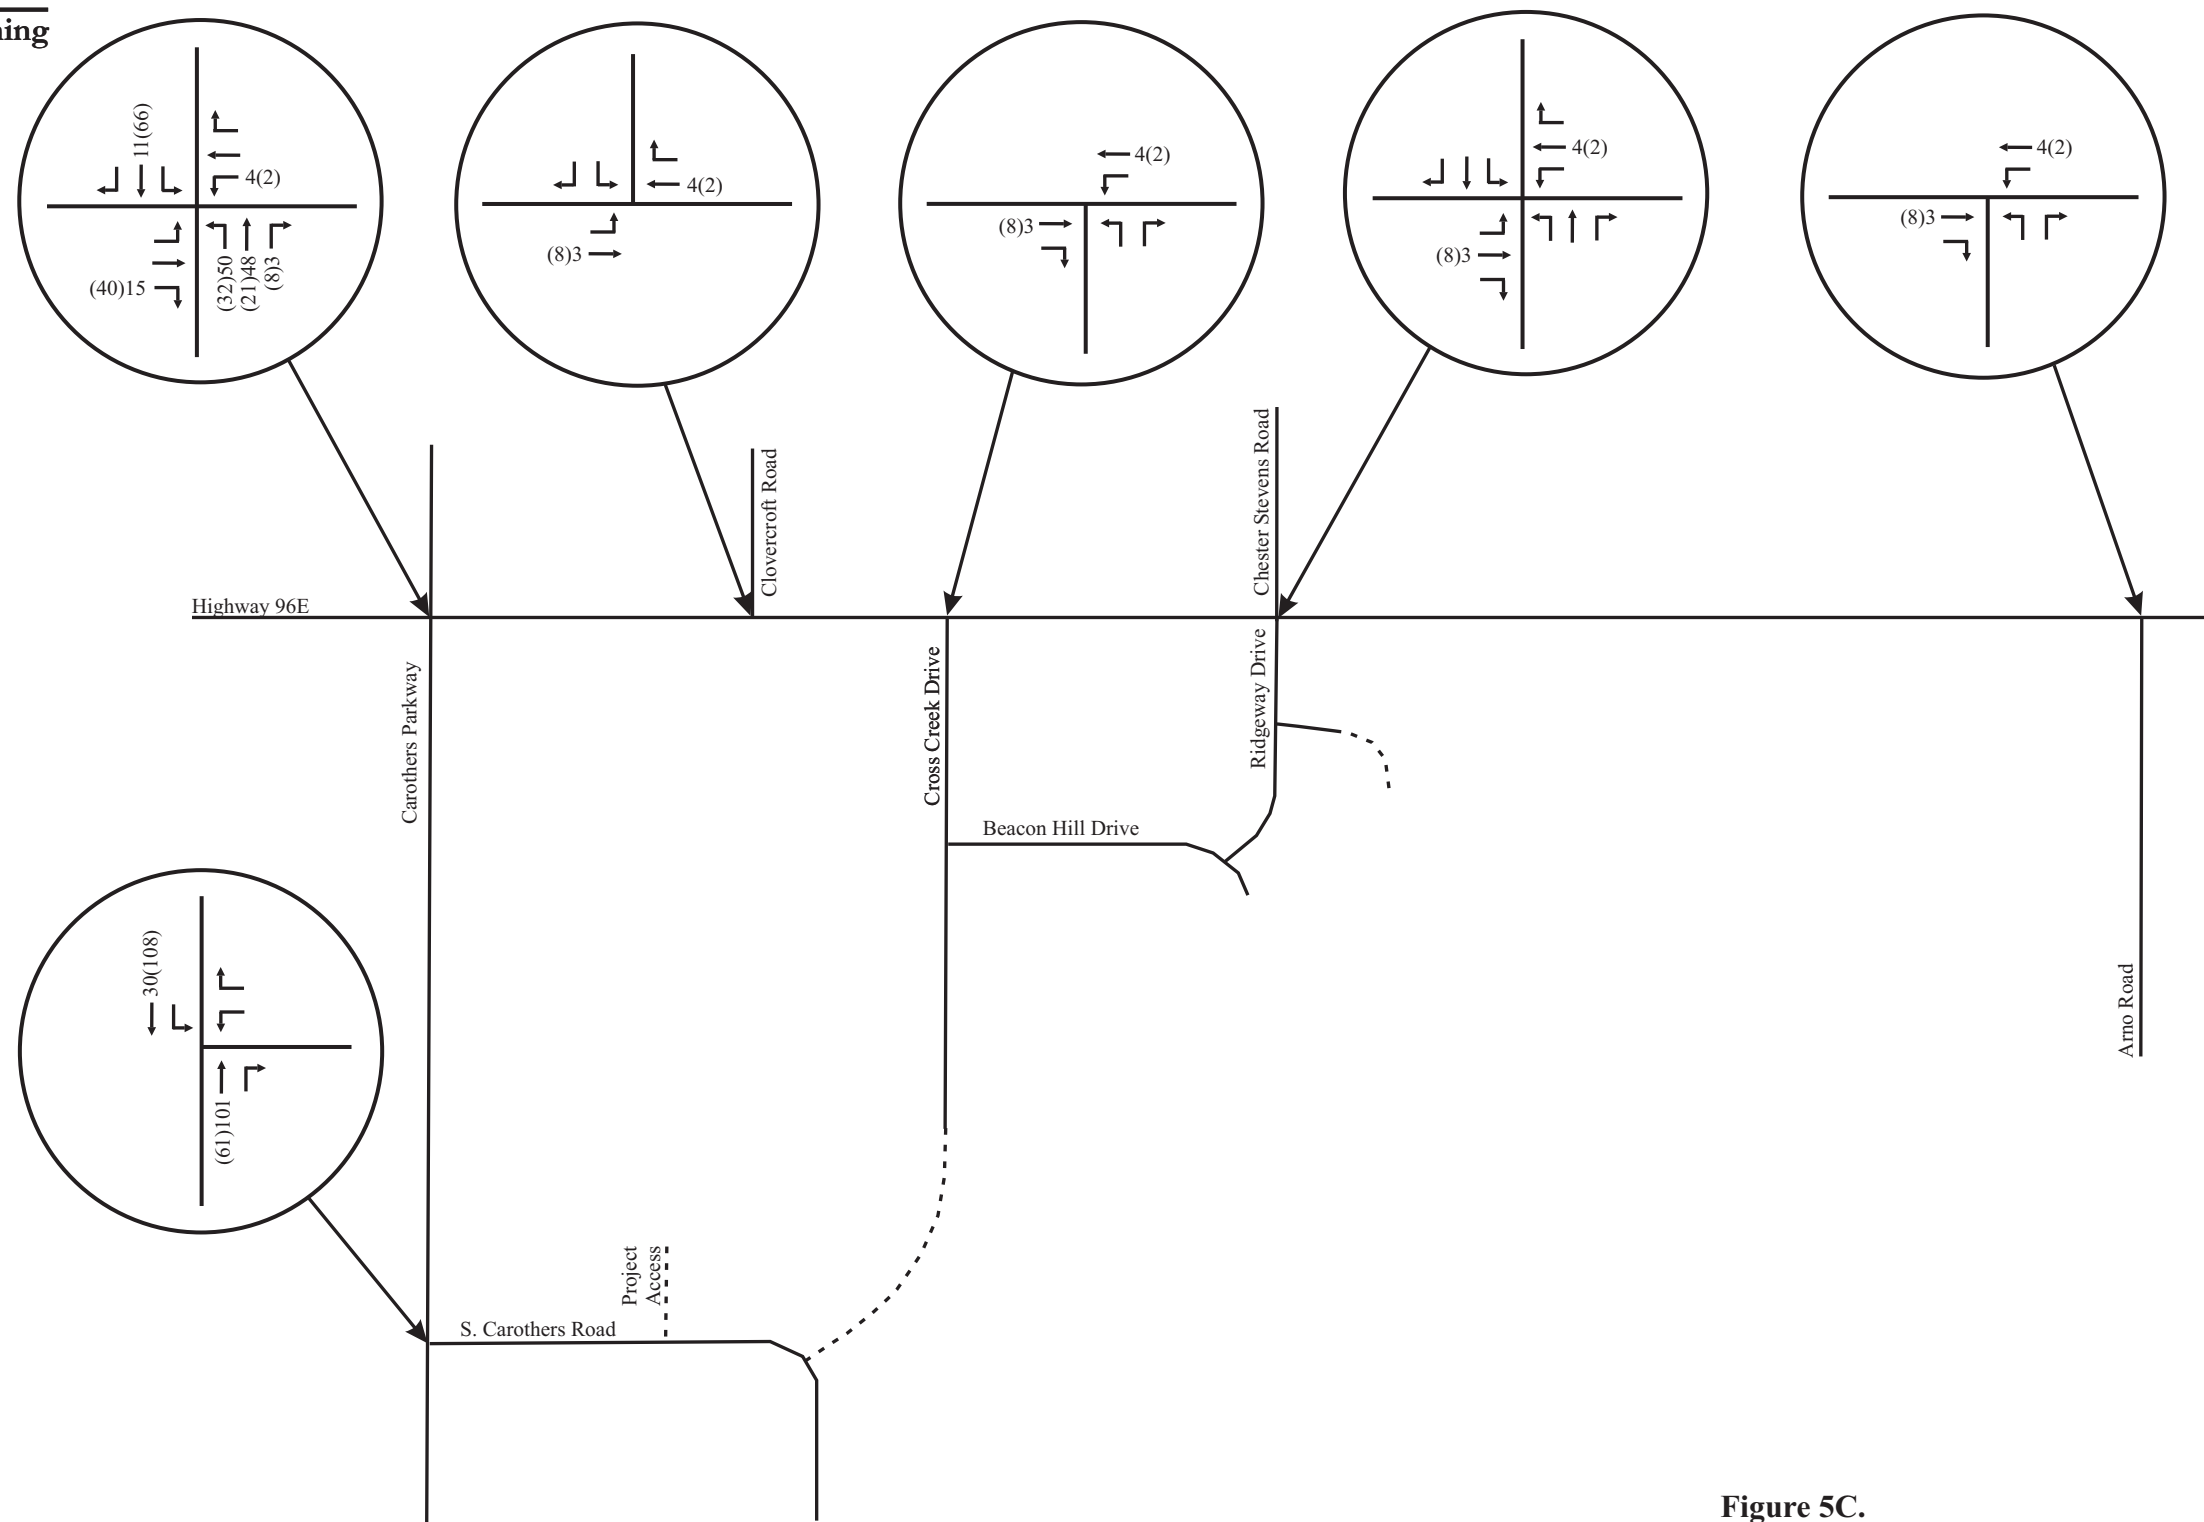 ning
11(66)
4(2)
(40)15
(32)50
(21)48
(8)3
4(2)
(8)3
4(2)
(8)3
4(2)
(8)3
4(2)
(8)3
Highway 96E
Clovercroft Road
Chester Stevens Road
Carothers Parkway
Cross Creek Drive
Ridgeway Drive
Beacon Hill Drive
Arno Road
30(108)
(61)101
Project
Access
S. Carothers Road
Figure 5C.